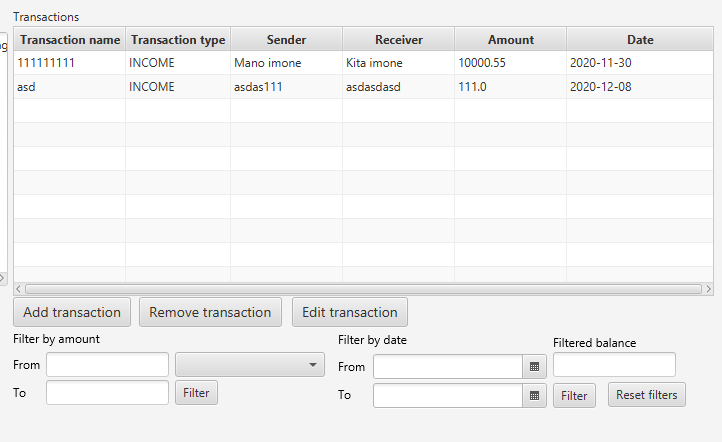 Transactions
Transaction name Transaction type Sender Receiver Amount Date
111111111 INCOME Mano imone Kita imone 10000.55 2020-11-30
asd INCOME asdas111 asdasdasd 111.0 2020-12-08
Add transaction Remove transaction Edit transaction
Filter by amount Filter by date Filtered balance
From From
To Filter To Filter Reset filters